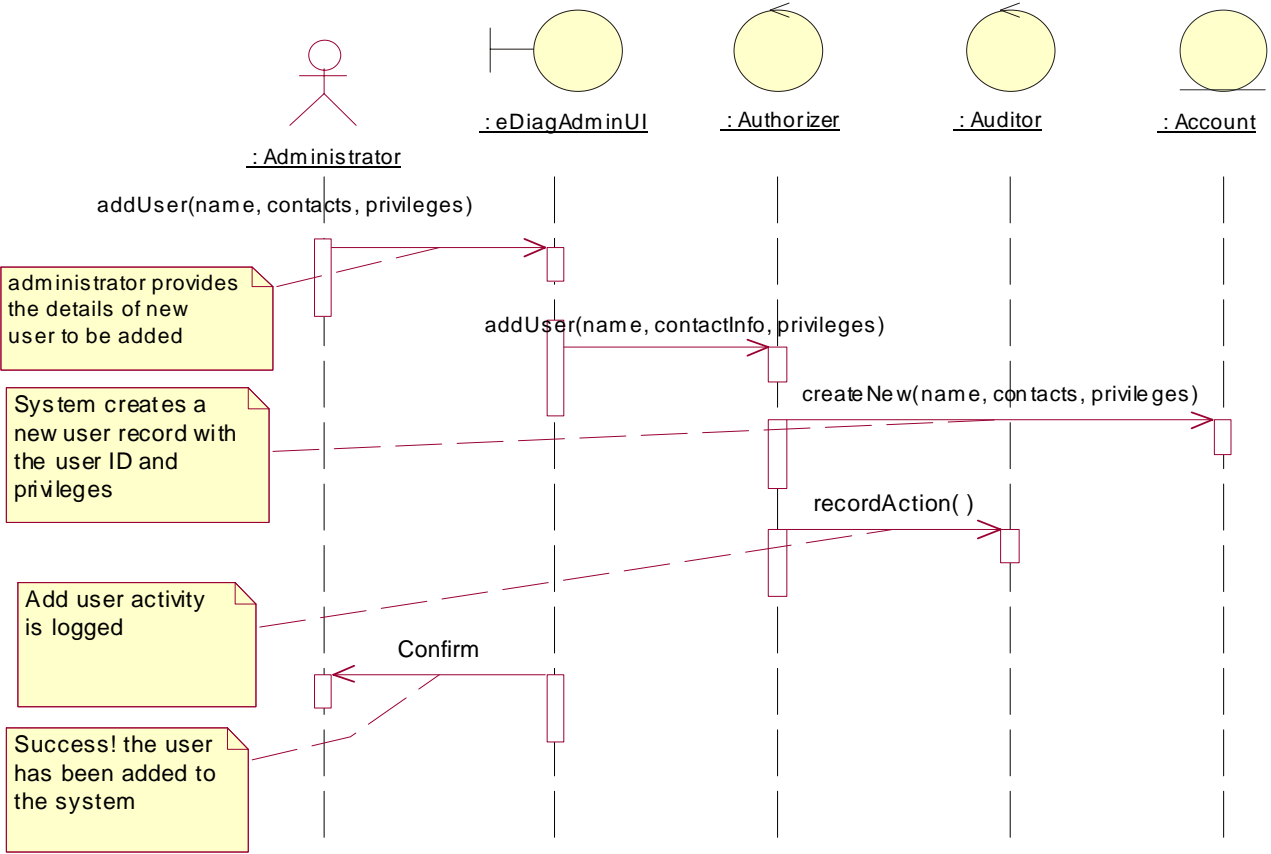 : eDiagAdminUI
: Authorizer
: Auditor
: Account
: Administrator
addUser(name, contacts, privileges)
administrator provides
the details of new
user to be added
addUser(name, contactInfo, privileges)
createNew(name, contacts, privileges)
System creates a
new user record with
the user ID and
privileges
recordAction( )
Add user activity
is logged
Confirm
Success! the user
has been added to
the system